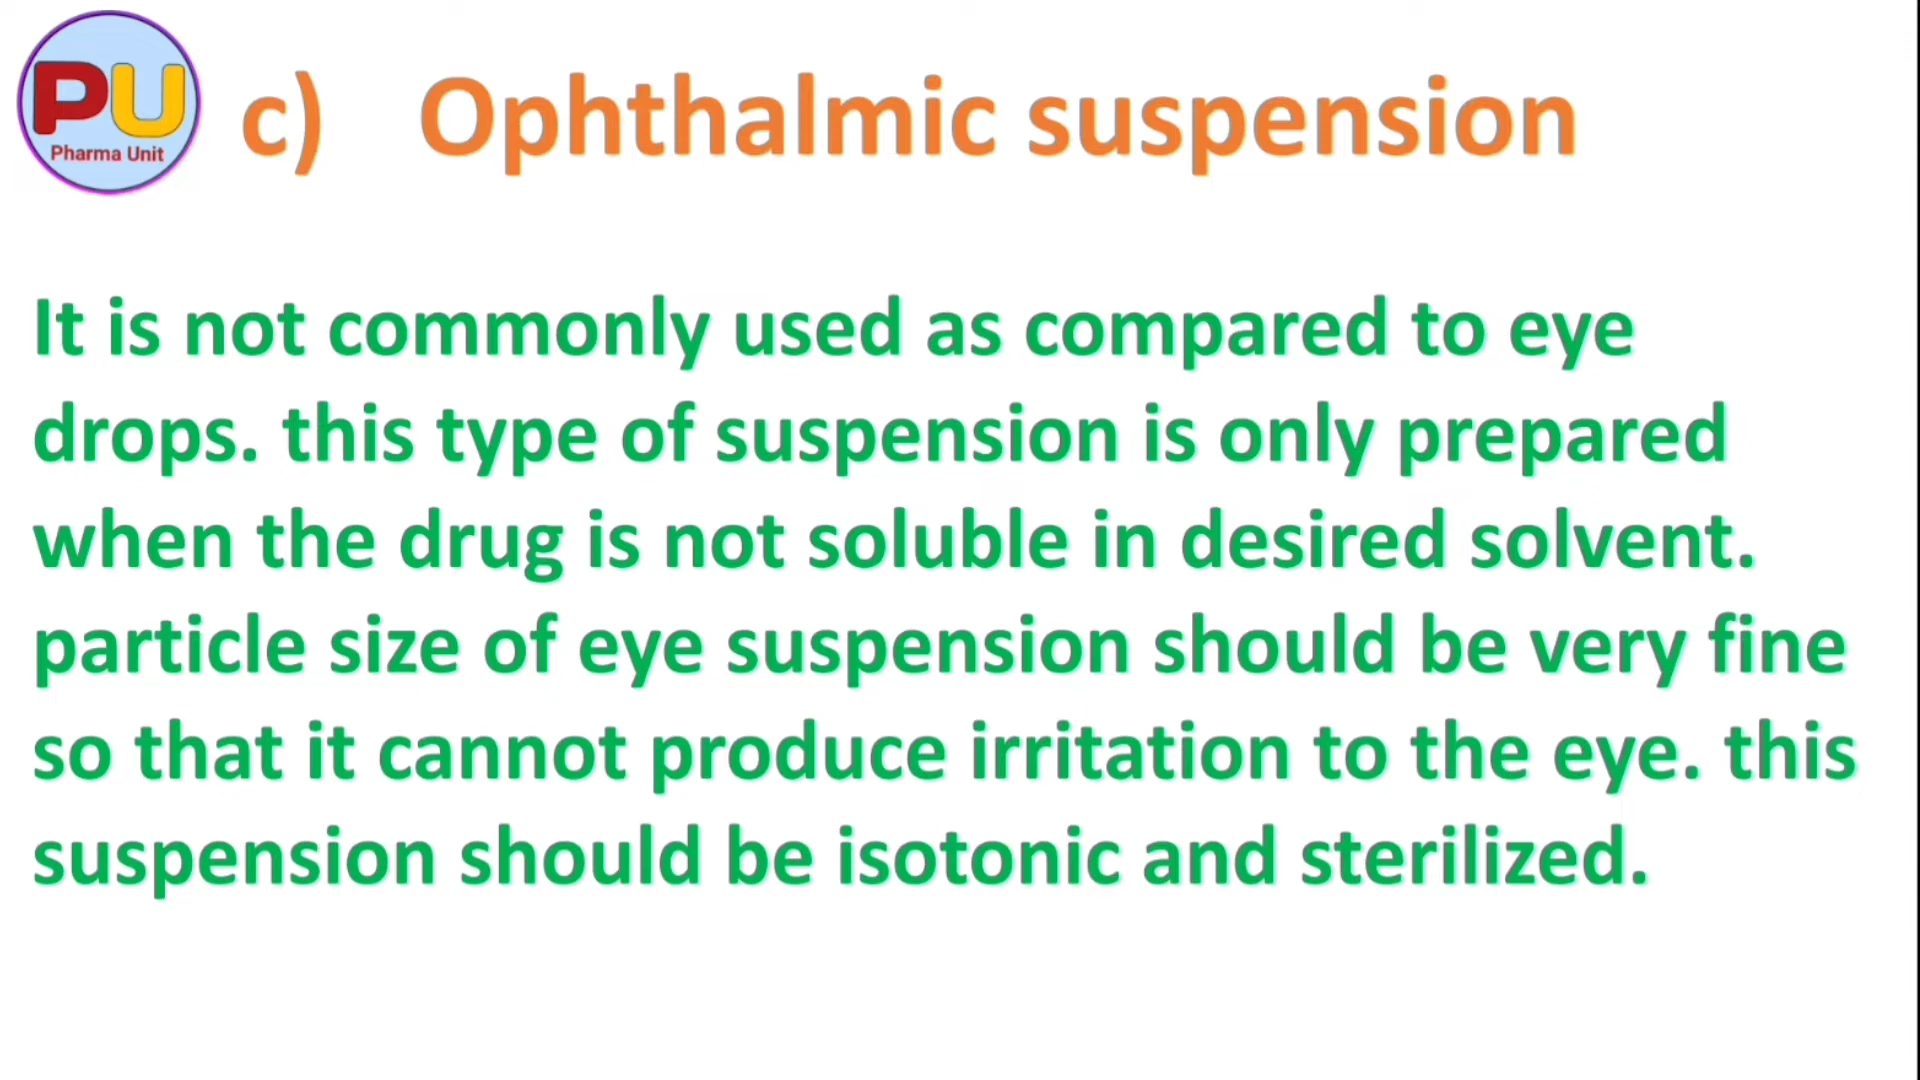 PU
Pharma Unit
c) Ophthalmic suspension
It is not commonly used as compared to eye
drops. this type of suspension is only prepared
when the drug is not soluble in desired solvent.
particle size of eye suspension should be very fine
so that it cannot produce irritation to the eye. this
suspension should be isotonic and sterilized.